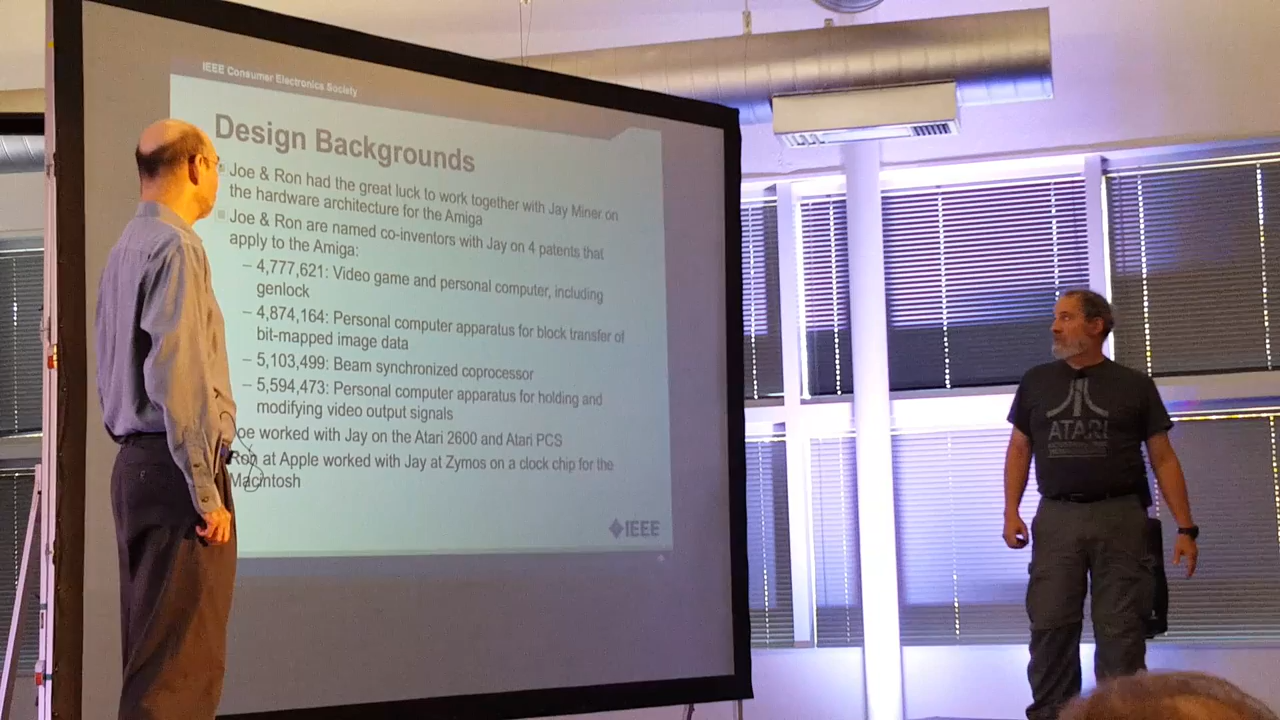 IEEE Consumer Electronics Society
Design Backgrounds
Joe & Ron had the great luck to work together with Jay Miner on
the hardware architecture for the Amiga
Joe & Ron are named co-inventors with Jay on 4 patents that
apply to the Amiga:
– 4,777,621: Video game and personal computer, including
genlock
– 4,874,164: Personal computer apparatus for block transfer of
bit-mapped image data
– 5,103,499: Beam synchronized coprocessor
– 5,594,473: Personal computer apparatus for holding and
modifying video output signals
oe worked with Jay on the Atari 2600 and Atari PCS
Ron at Apple worked with Jay at Zymos on a clock chip for the
Macintosh
IEEE
ATARI